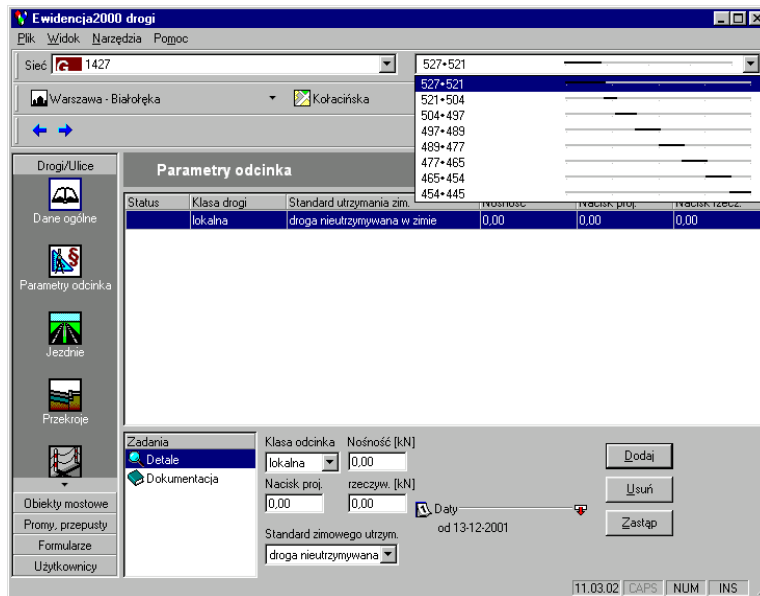 Ewidencja2000 drogi
Plik Widok Narzędzia Pomoc
Sieć G 1427
527+521
Warszawa - Białołęka
Kołacińska
527+521
521+504
504+497
497+489
489+477
477+465
465+454
454+445
Drogi/Ulice
Parametry odcinka
Dane ogólne
Parametry odcinka
Jezdnie
Przekroje
Obiekty mostowe
Promy, przepusty
Formularze
Użytkownicy
Status Klasa drogi Standard utrzymania zim. Nośność Nacisk proj. Nacisk rzecz.
lokalna droga nieutrzymywana w zimie 0,00 0,00 0,00
Zadania
Detale
Dokumentacja
Klasa odcinka Nośność [kN]
lokalna 0,00
Nacisk proj. rzeczyw. [kN]
0,00 0,00
Standard zimowego utrzym.
droga nieutrzymywana
Daty
od 13-12-2001
Dodaj
Usuń
Zastąp
11.03.02 CAPS NUM INS